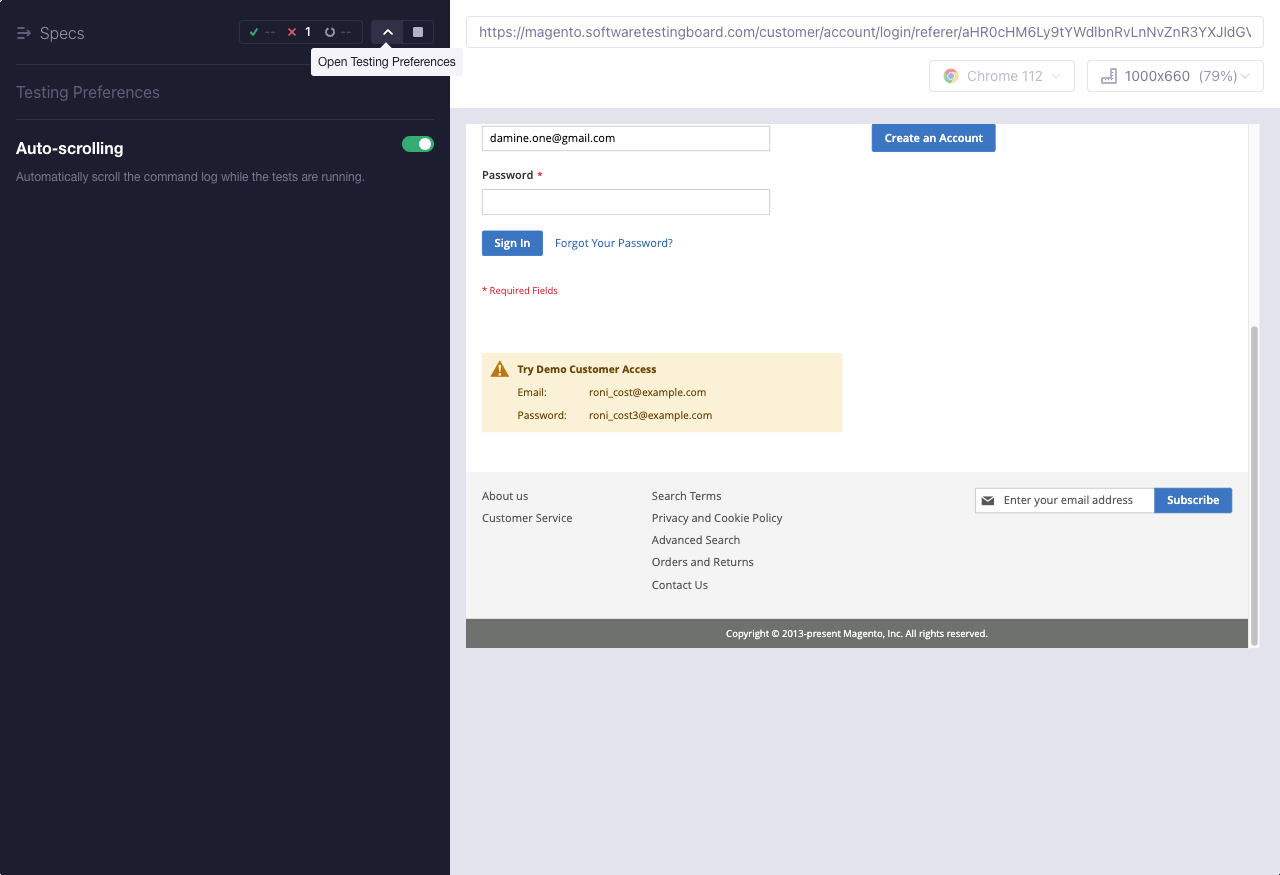 Specs
-- 1 --
Open Testing Preferences
Testing Preferences
Auto-scrolling
Automatically scroll the command log while the tests are running.
https://magento.softwaretestingboard.com/customer/account/login/referer/
Chrome 112
1000x660 (79%)
damine.one@gmail.com
Create an Account
Password *
Sign In
Forgot Your Password?
* Required Fields
Try Demo Customer Access
Email: roni_cost@example.com
Password: roni_cost3@example.com
About us
Customer Service
Search Terms
Privacy and Cookie Policy
Advanced Search
Orders and Returns
Contact Us
Enter your email address
Subscribe
Copyright © 2013-present Magento, Inc. All rights reserved.